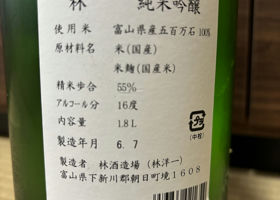 林 純米吟醸
使用米 富山県産五百万石100%
原材料名 米(国産)
米麹(国産米)
精米歩合 55%
アルコール分 16度
内容量 1.8L
製造年月 6.7
製造者 林酒造場(林洋一)
富山県下新川郡朝日町境1608
プラ
(中栓)